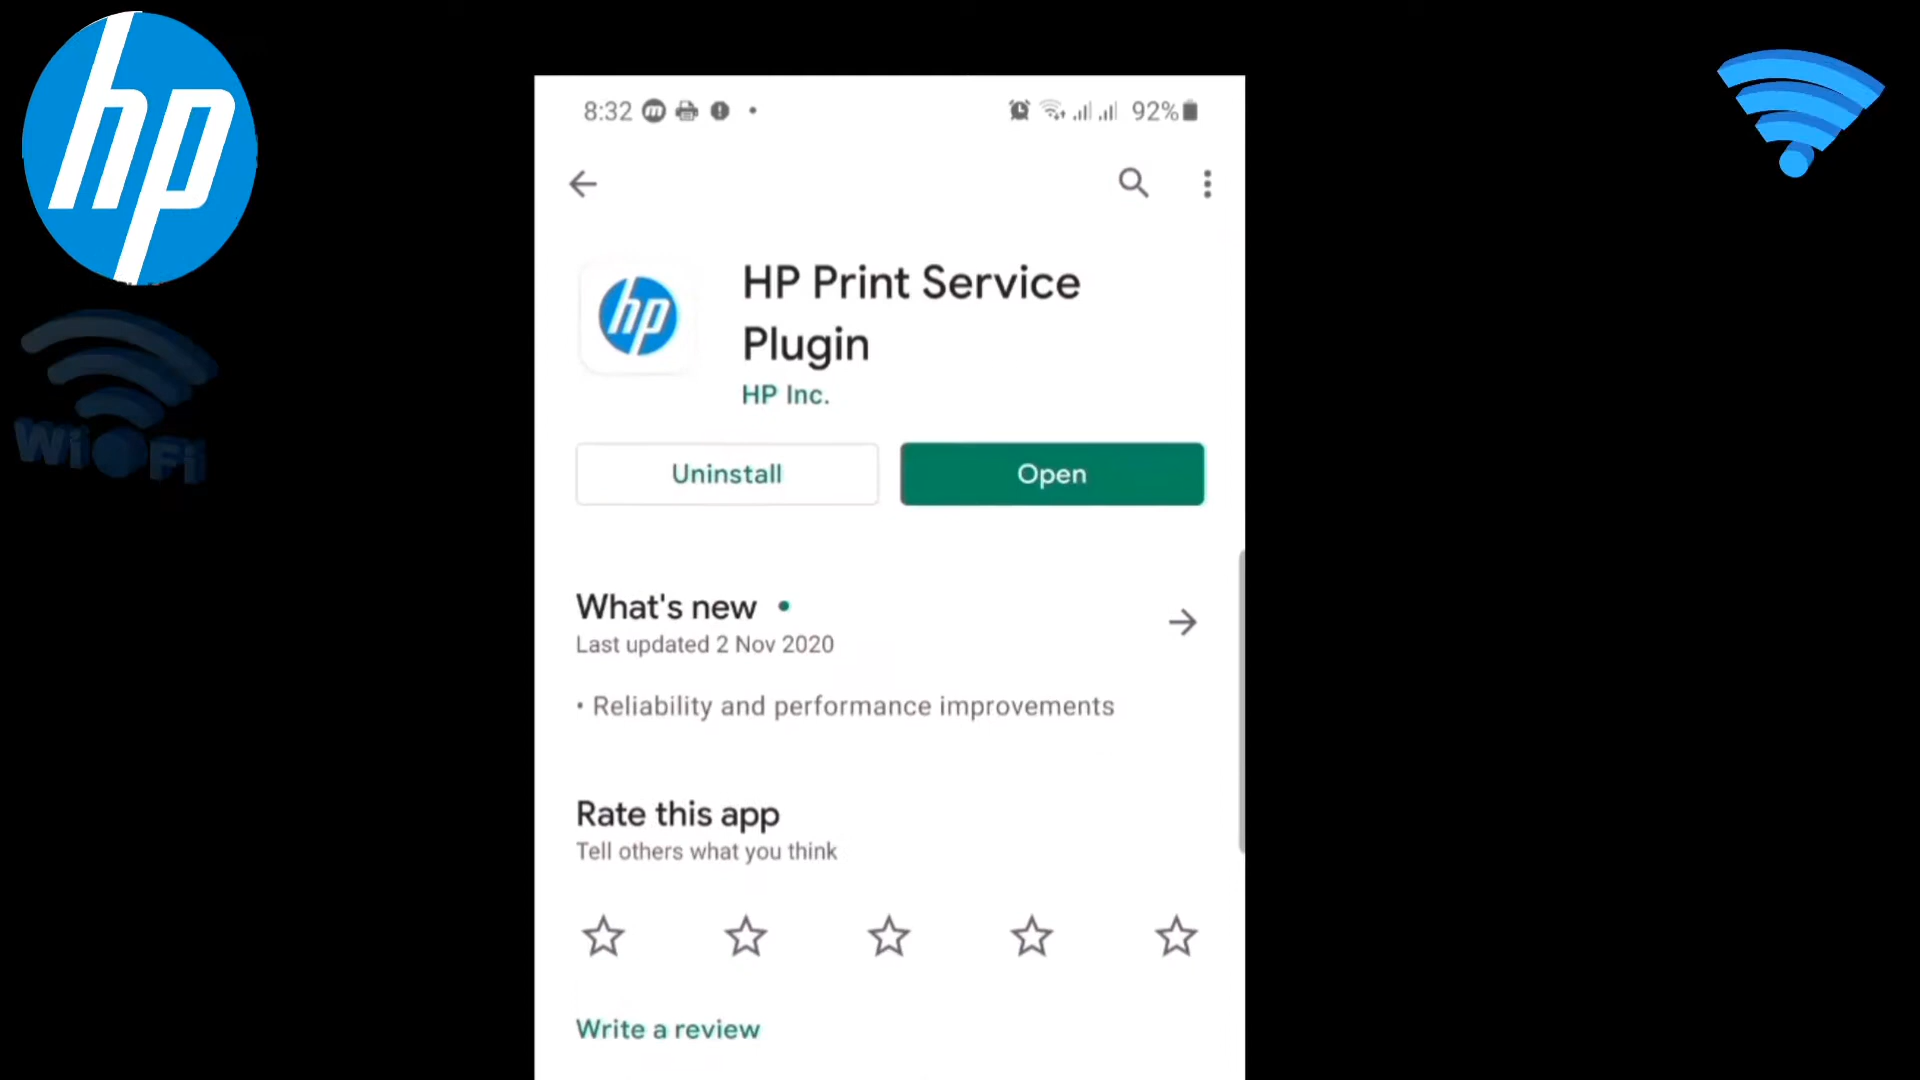 hp
8:32
92%
hp
HP Print Service
Plugin
HP Inc.
Uninstall
Open
What's new
Last updated 2 Nov 2020
• Reliability and performance improvements
Rate this app
Tell others what you think
Write a review
WiFi